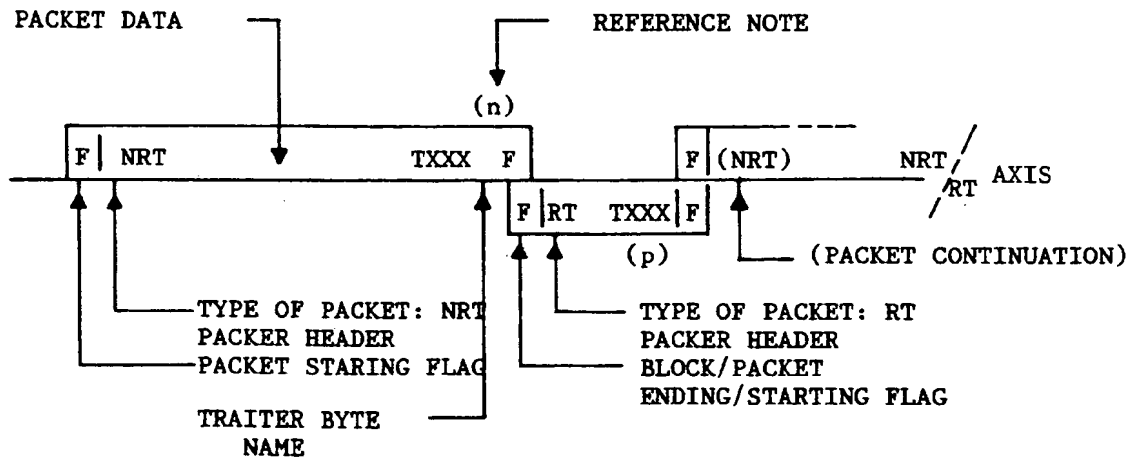 PACKET DATA
REFERENCE NOTE
(n)
F NRT TXXX F
F (NRT)
NRT
RT AXIS
F RT TXXX F
(p)
(PACKET CONTINUATION)
TYPE OF PACKET: NRT
PACKER HEADER
PACKET STARING FLAG
TRAITER BYTE
NAME
TYPE OF PACKET: RT
PACKER HEADER
BLOCK/PACKET
ENDING/STARTING FLAG